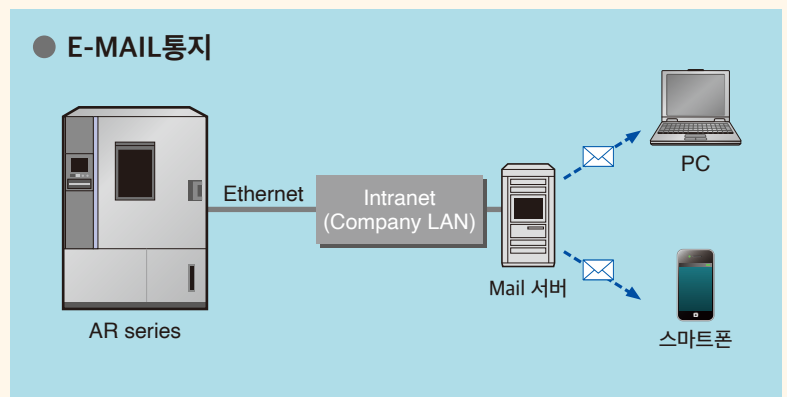 E-MAIL통지
Ethernet
Intranet
(Company LAN)
PC
Mail 서버
AR series
스마트폰